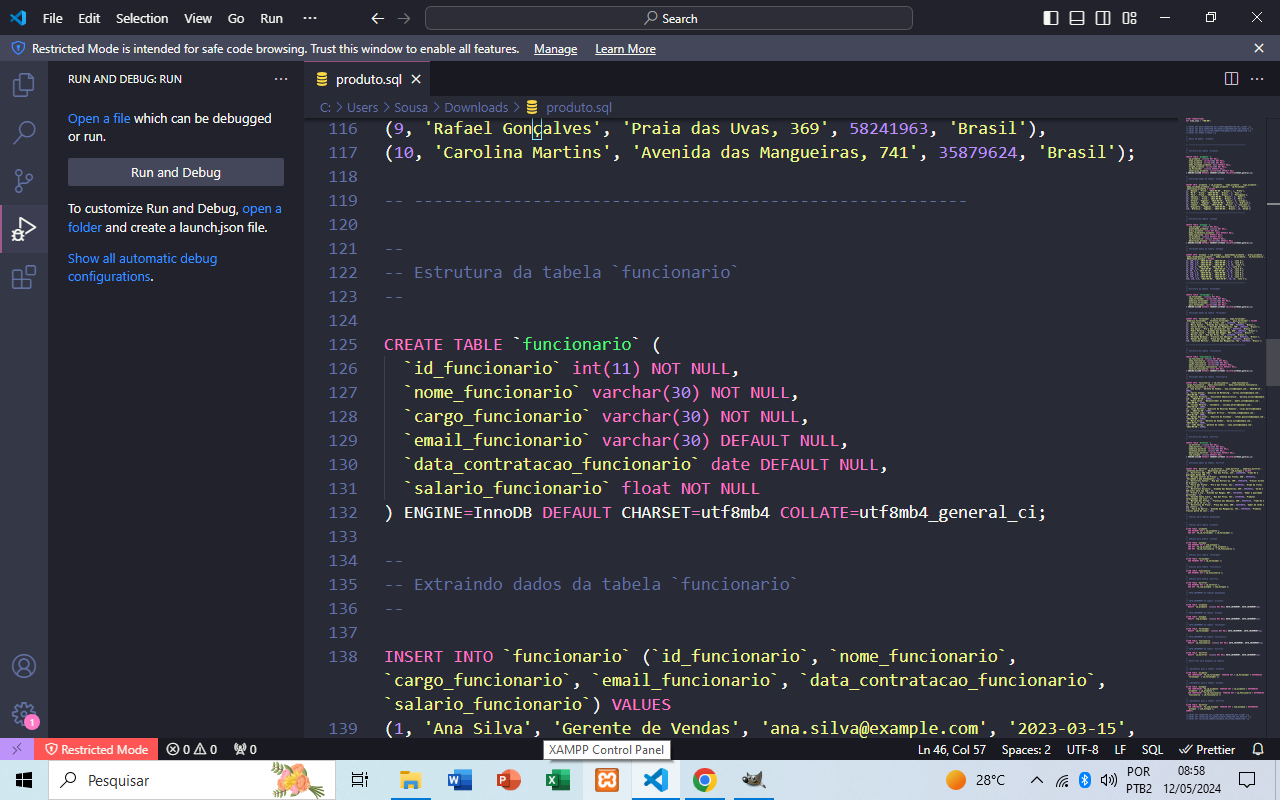 File Edit Selection View Go Run ··· Search
Restricted Mode is intended for safe code browsing. Trust this window to enable all features. Manage Learn More
RUN AND DEBUG: RUN ···
Open a file which can be debugged
or run.
Run and Debug
To customize Run and Debug, open a
folder and create a launch.json file.
Show all automatic debug
configurations.
produto.sql
C: > Users > Sousa > Downloads > produto.sql
116 (9, 'Rafael Gonçalves', 'Praia das Uvas, 369', 58241963, 'Brasil'),
117 (10, 'Carolina Martins', 'Avenida das Mangueiras, 741', 35879624, 'Brasil');
118
119 -- --------------------------------------------------------
120
121 --
122 -- Estrutura da tabela `funcionario`
123 --
124
125 CREATE TABLE `funcionario` (
126 `id_funcionario` int(11) NOT NULL,
127 `nome_funcionario` varchar(30) NOT NULL,
128 `cargo_funcionario` varchar(30) NOT NULL,
129 `email_funcionario` varchar(30) DEFAULT NULL,
130 `data_contratacao_funcionario` date DEFAULT NULL,
131 `salario_funcionario` float NOT NULL
132 ) ENGINE=InnoDB DEFAULT CHARSET=utf8mb4 COLLATE=utf8mb4_general_ci;
133
134 --
135 -- Extraindo dados da tabela `funcionario`
136 --
137
138 INSERT INTO `funcionario` (`id_funcionario`, `nome_funcionario`,
`cargo_funcionario`, `email_funcionario`, `data_contratacao_funcionario`,
`salario_funcionario`) VALUES
139 (1, 'Ana Silva', 'Gerente de Vendas', 'ana.silva@example.com', '2023-03-15',
1
Restricted Mode 0 0 0 XAMPP Control Panel Ln 46, Col 57 Spaces: 2 UTF-8 LF SQL Prettier
Pesquisar 28°C POR 08:58
PTB2 12/05/2024